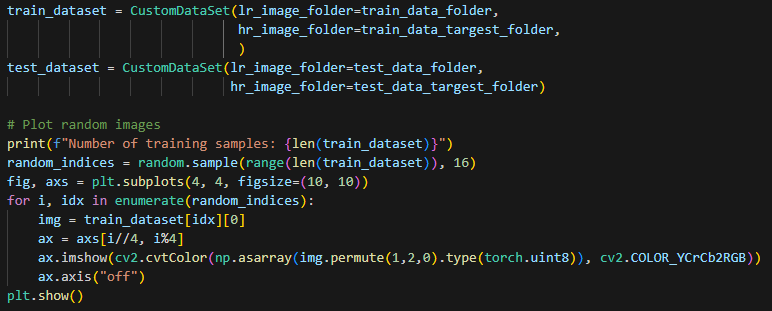 train_dataset = CustomDataSet(lr_image_folder=train_data_folder,
hr_image_folder=train_data_targest_folder,
)
test_dataset = CustomDataSet(lr_image_folder=test_data_folder,
hr_image_folder=test_data_targest_folder)
# Plot random images
print(f"Number of training samples: {len(train_dataset)}")
random_indices = random.sample(range(len(train_dataset)), 16)
fig, axs = plt.subplots(4, 4, figsize=(10, 10))
for i, idx in enumerate(random_indices):
img = train_dataset[idx][0]
ax = axs[i//4, i%4]
ax.imshow(cv2.cvtColor(np.asarray(img.permute(1,2,0).type(torch.uint8)), cv2.COLOR_YCrCb2RGB))
ax.axis("off")
plt.show()